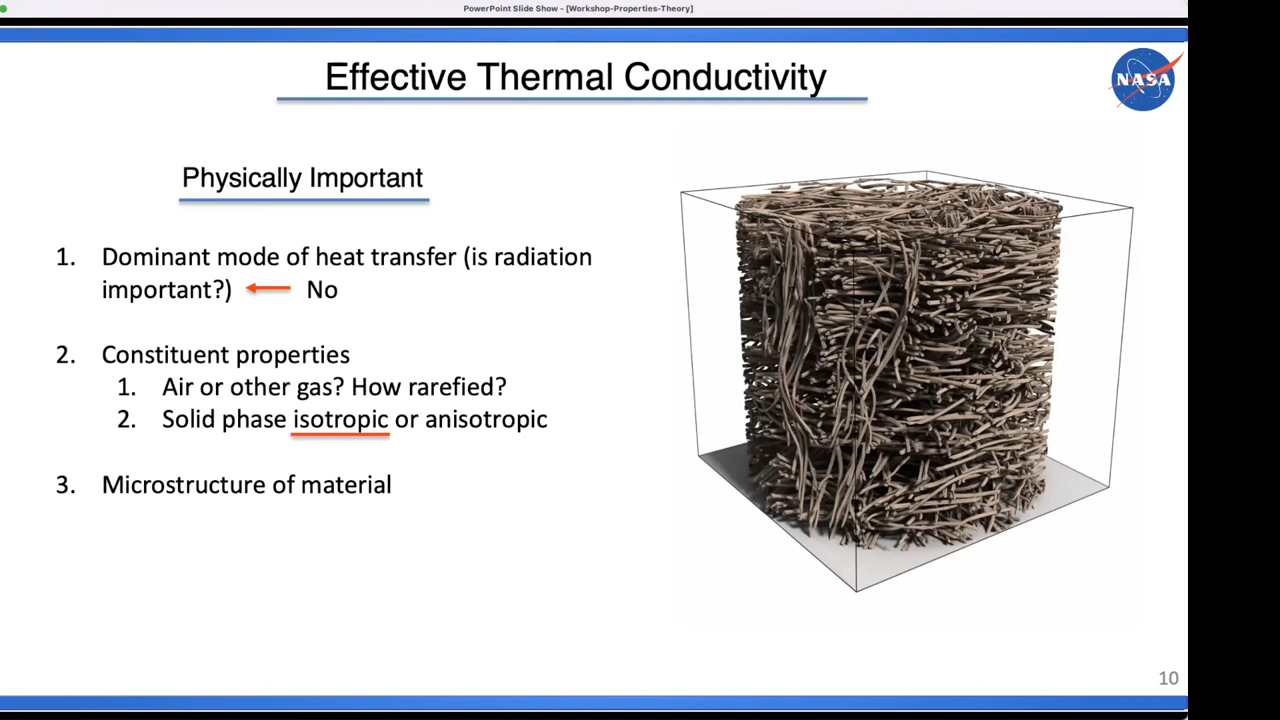 PowerPoint Slide Show - [Workshop-Properties-Theory]
Effective Thermal Conductivity
NASA
Physically Important
1. Dominant mode of heat transfer (is radiation
important?) No
2. Constituent properties
1. Air or other gas? How rarefied?
2. Solid phase isotropic or anisotropic
3. Microstructure of material
10